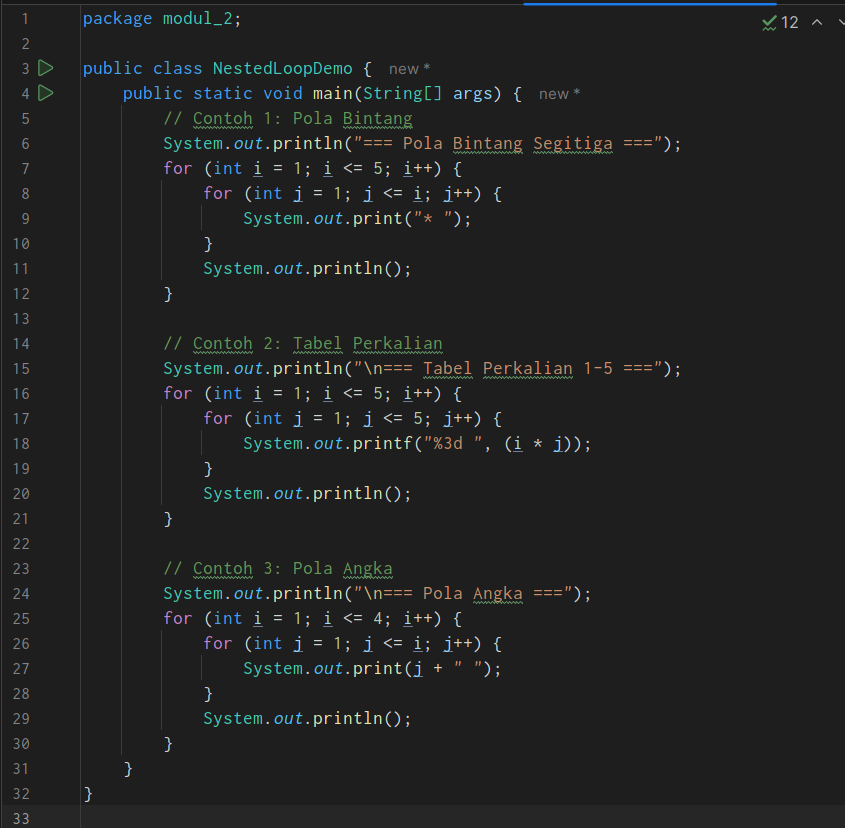 12
1 package modul_2;
2
3 public class NestedLoopDemo { new *
4 public static void main(String[] args) { new *
5 // Contoh 1: Pola Bintang
6 System.out.println("=== Pola Bintang Segitiga ===");
7 for (int i = 1; i <= 5; i++) {
8 for (int j = 1; j <= i; j++) {
9 System.out.print("* ");
10 }
11 System.out.println();
12 }
13
14 // Contoh 2: Tabel Perkalian
15 System.out.println("\n=== Tabel Perkalian 1-5 ===");
16 for (int i = 1; i <= 5; i++) {
17 for (int j = 1; j <= 5; j++) {
18 System.out.printf("%3d ", (i * j));
19 }
20 System.out.println();
21 }
22
23 // Contoh 3: Pola Angka
24 System.out.println("\n=== Pola Angka ===");
25 for (int i = 1; i <= 4; i++) {
26 for (int j = 1; j <= i; j++) {
27 System.out.print(j + " ");
28 }
29 System.out.println();
30 }
31 }
32 }
33